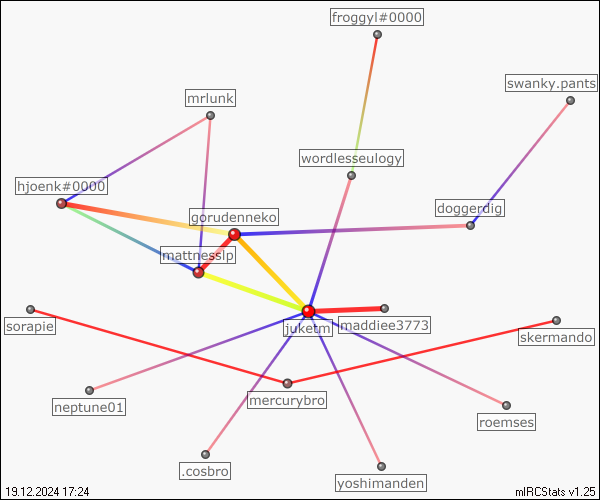 froggyl#0000
swanky.pants
mrlunk
wordlesseulogy
hjoenk#0000
doggerdig
gorudenneko
mattnesslp
sorapie
juketm
maddiee3773
skermando
neptune01
mercurybro
roemses
.cosbro
yoshimanden
19.12.2024 17:24
mIRCStats v1.25